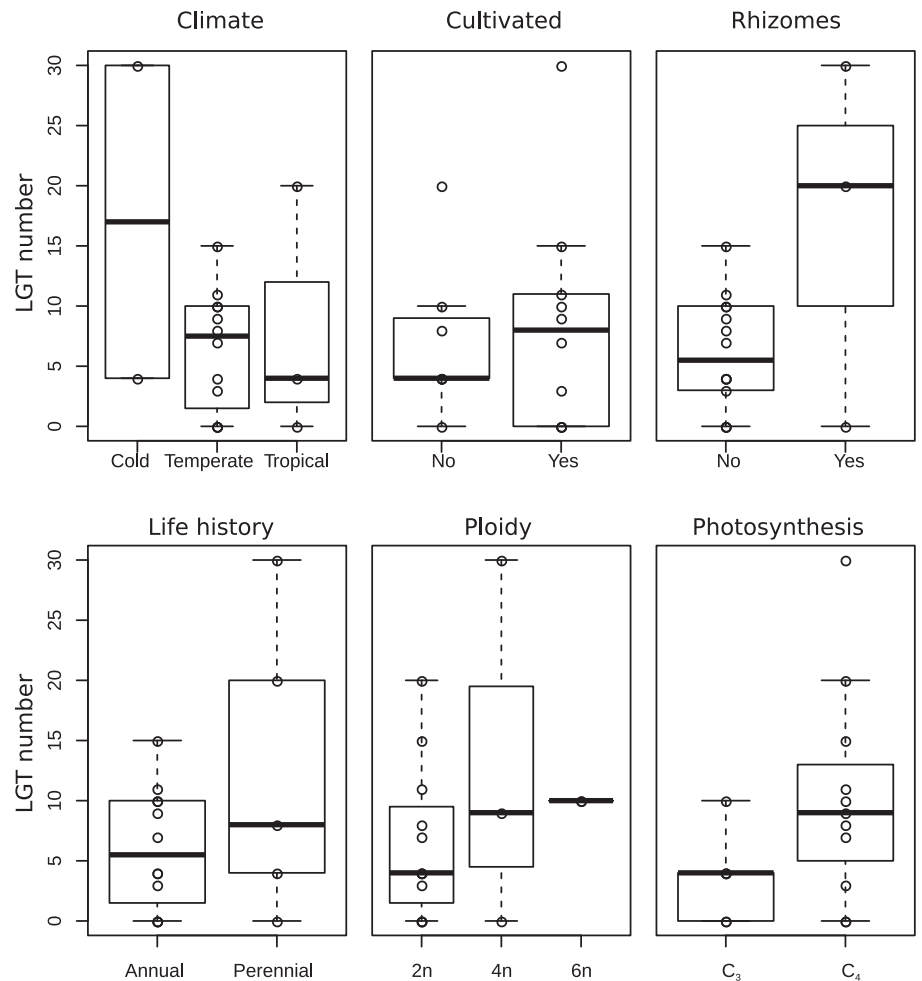 Climate Cultivated Rhizomes
LGT number
30
25
20
15
10
5
0
Cold Temperate Tropical No Yes No Yes
Life history Ploidy Photosynthesis
LGT number
30
25
20
15
10
5
0
Annual Perennial 2n 4n 6n C₃ C₄